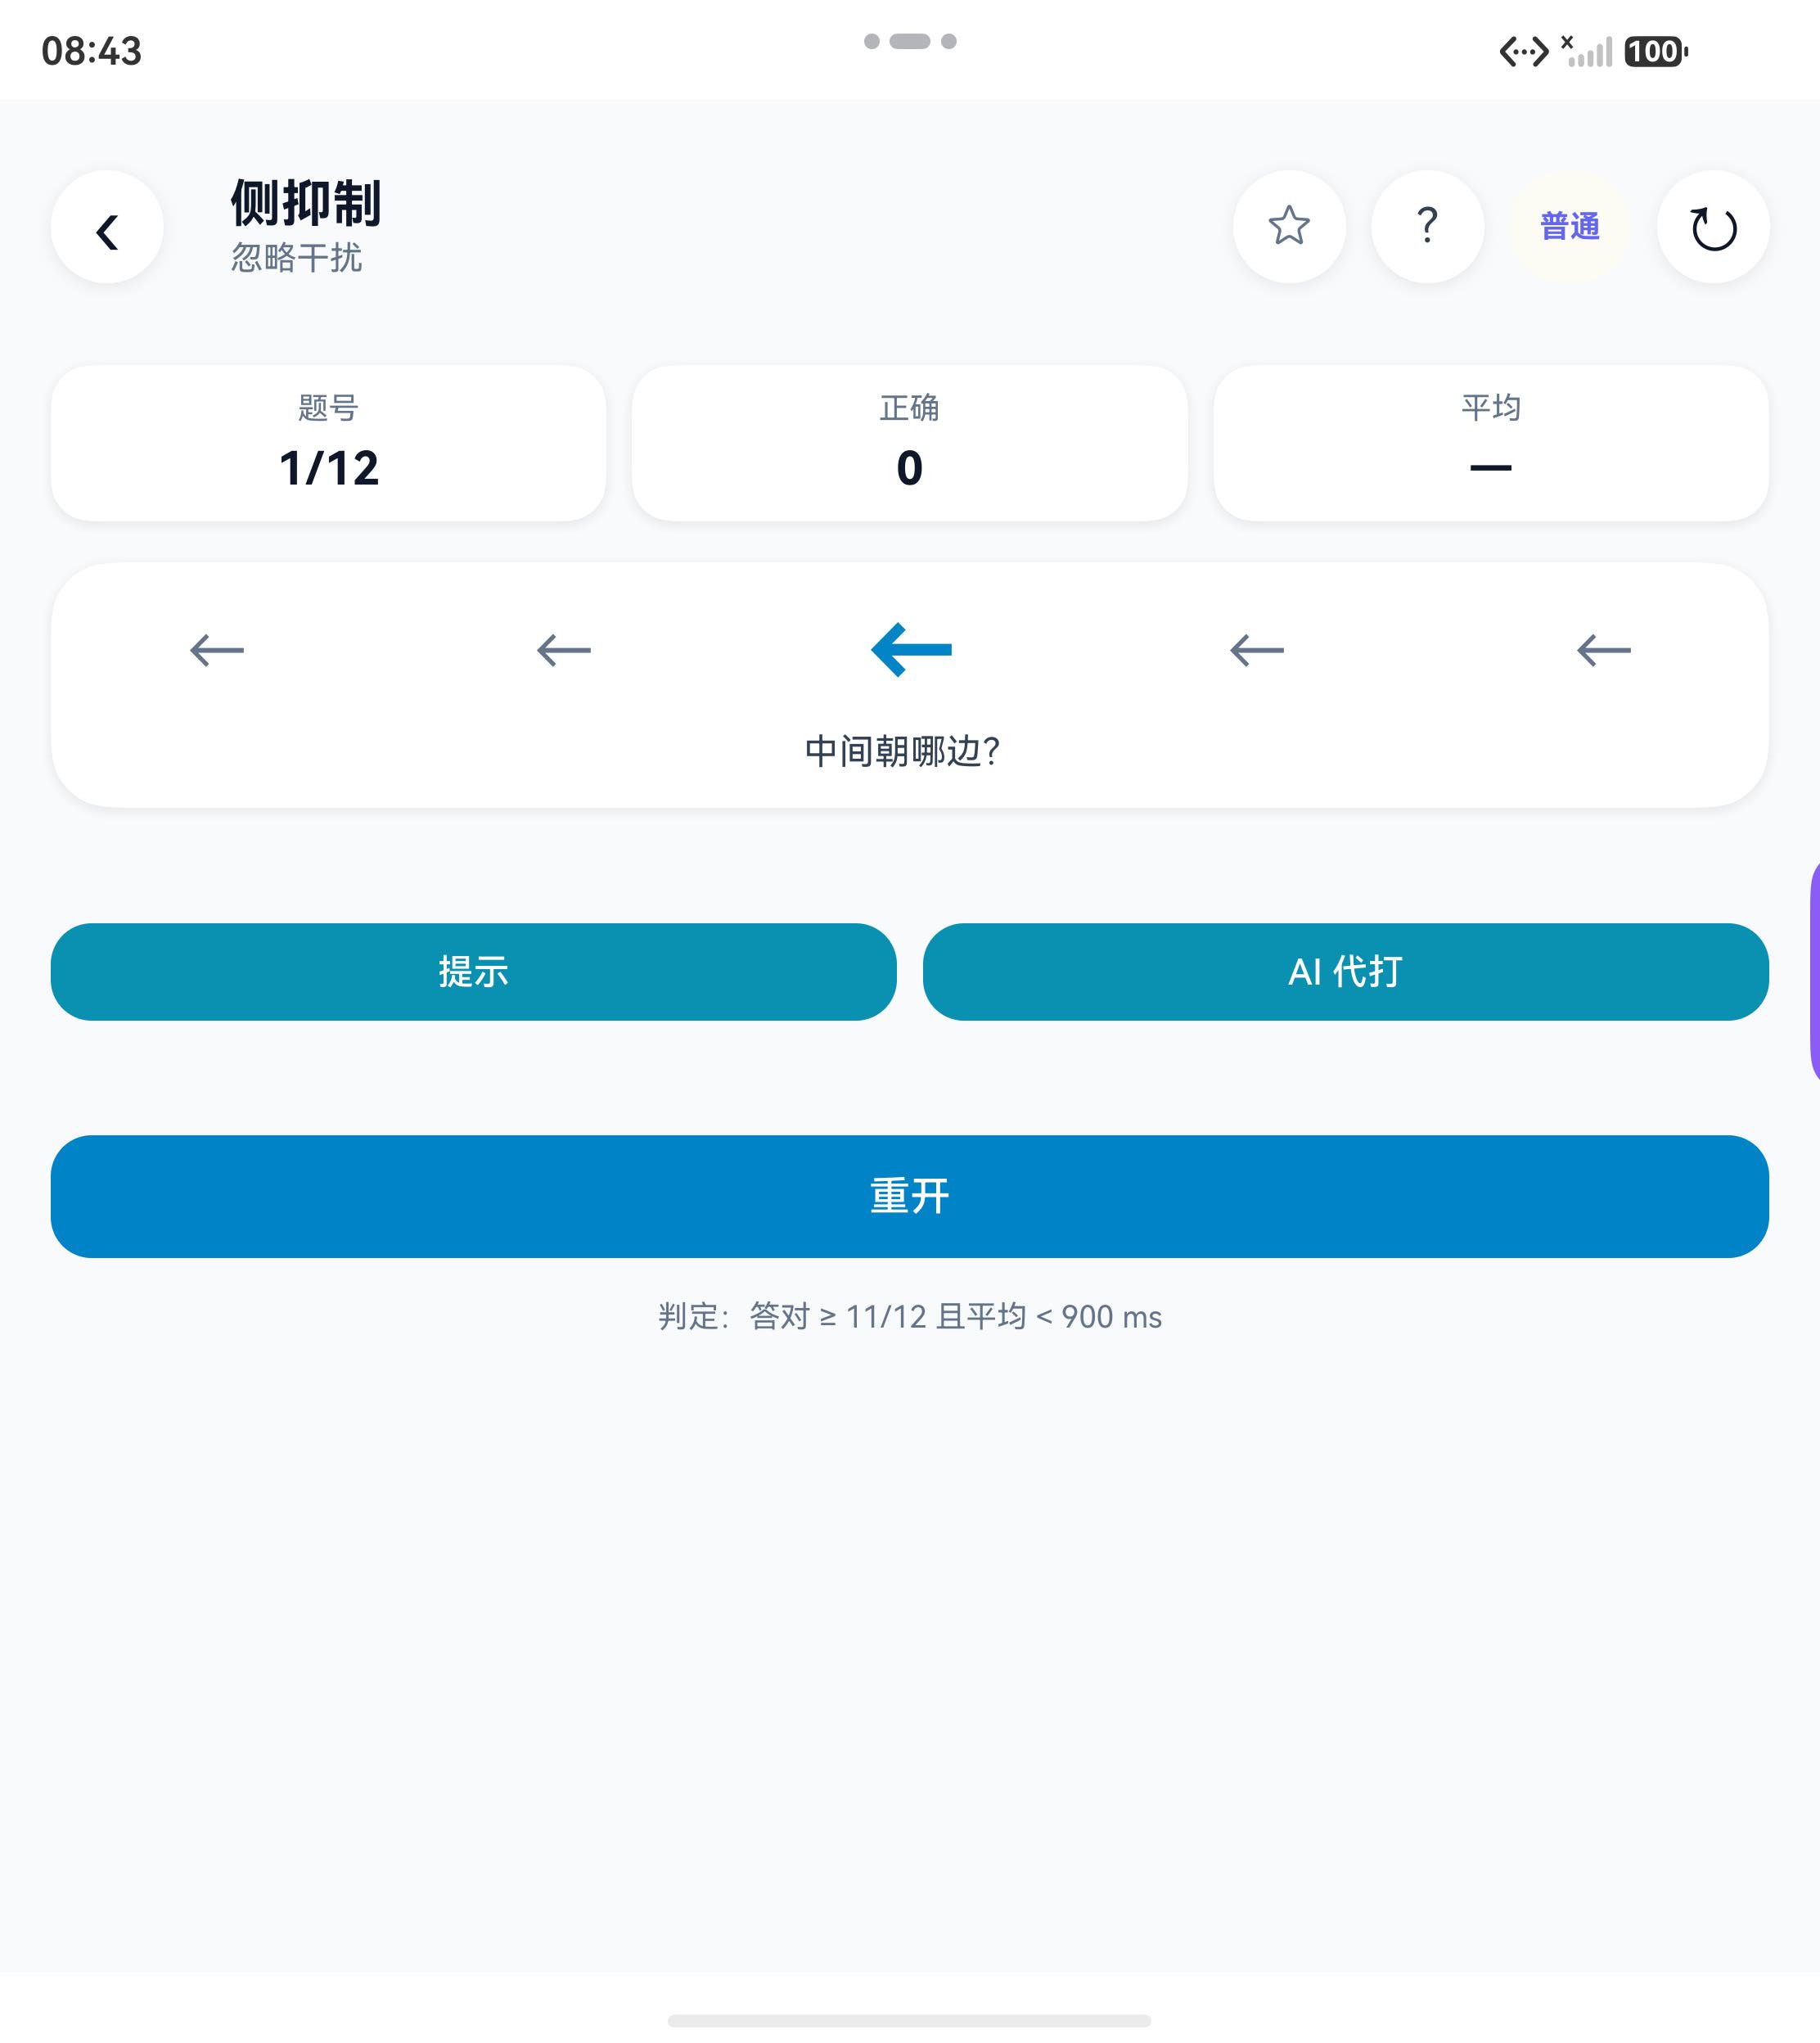 08:43
100
侧抑制
忽略干扰
?
普通
题号
1/12
正确
0
平均
—
← ← ← ← ←
中间朝哪边?
提示
AI 代打
重开
判定：答对 ≥ 11/12 且平均 < 900 ms